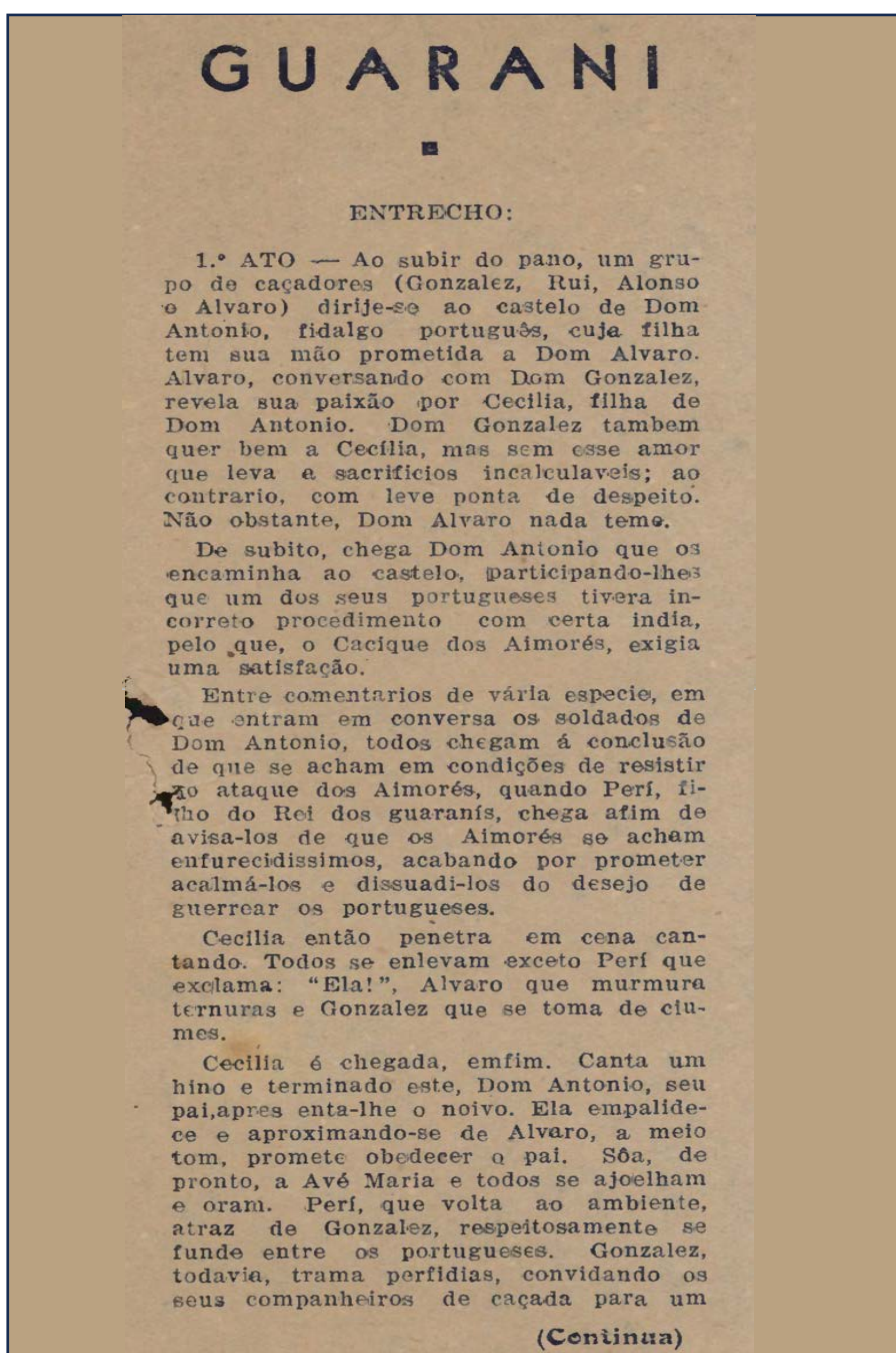 GUARANI
ENTRECHO:
1.º ATO — Ao subir do pano, um gru-
po de caçadores (Gonzalez, Rui, Alonso
o Alvaro) dirije-se ao castelo de Dom
Antonio, fidalgo português, cuja filha
tem sua mão prometida a Dom Alvaro.
Alvaro, conversando com Dom Gonzalez,
revela sua paixão por Cecilia, filha de
Dom Antonio. Dom Gonzalez tambem
quer bem a Cecília, mas sem esse amor
que leva a sacrificios incalculaveis; ao
contrario, com leve ponta de despeito.
Não obstante, Dom Alvaro nada teme.
De subito, chega Dom Antonio que os
encaminha ao castelo, participando-lhes
que um dos seus portugueses tivera in-
correto procedimento com certa india,
pelo que, o Cacique dos Aimorés, exigia
uma satisfação.
Entre comentarios de vária especie, em
que entram em conversa os soldados de
Dom Antonio, todos chegam á conclusão
de que se acham em condições de resistir
ao ataque dos Aimorés, quando Perí, fi-
lho do Rei dos guaranís, chega afim de
avisa-los de que os Aimorés se acham
enfurecidissimos, acabando por prometer
acalmá-los e dissuadi-los do desejo de
guerrear os portugueses.
Cecilia então penetra em cena can-
tando. Todos se enlevam exceto Perí que
exclama: "Ela!", Alvaro que murmura
ternuras e Gonzalez que se toma de ciu-
mes.
Cecilia é chegada, emfim. Canta um
hino e terminado este, Dom Antonio, seu
pai,apres enta-lhe o noivo. Ela empalide-
ce e aproximando-se de Alvaro, a meio
tom, promete obedecer o pai. Sôa, de
pronto, a Avé Maria e todos se ajoelham
e oram. Perí, que volta ao ambiente,
atraz de Gonzalez, respeitosamente se
funde entre os portugueses. Gonzalez,
todavia, trama perfidias, convidando os
seus companheiros de caçada para um
(Continua)